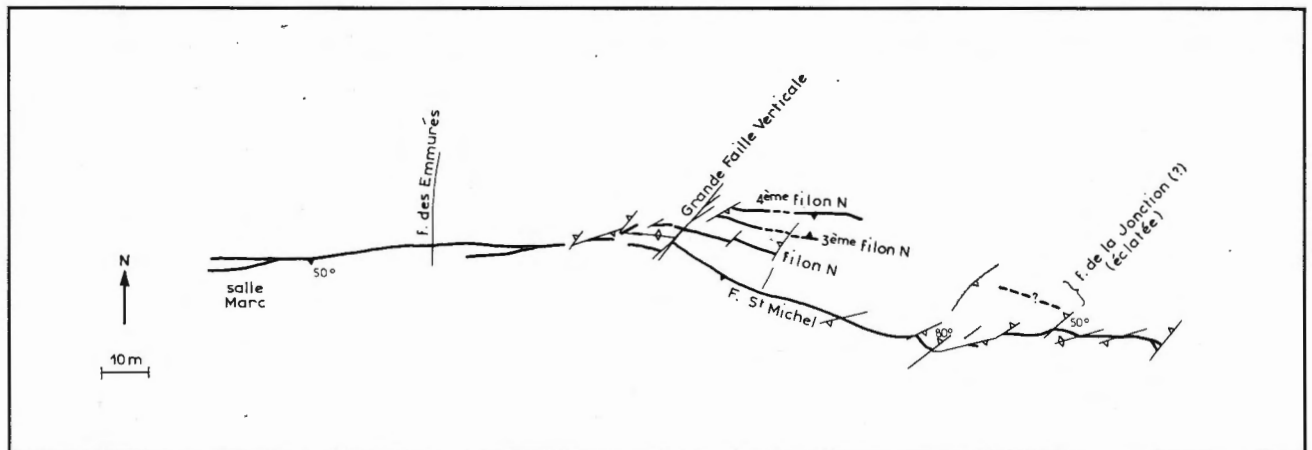 f. des Emmurés
Grande Faille Verticale
4ème filon N
3ème filon N
filon N
F. St Michel
f. de la Jonction (?)
(éclatée)
N
50°
salle
Marc
10 m
80°
?
50°